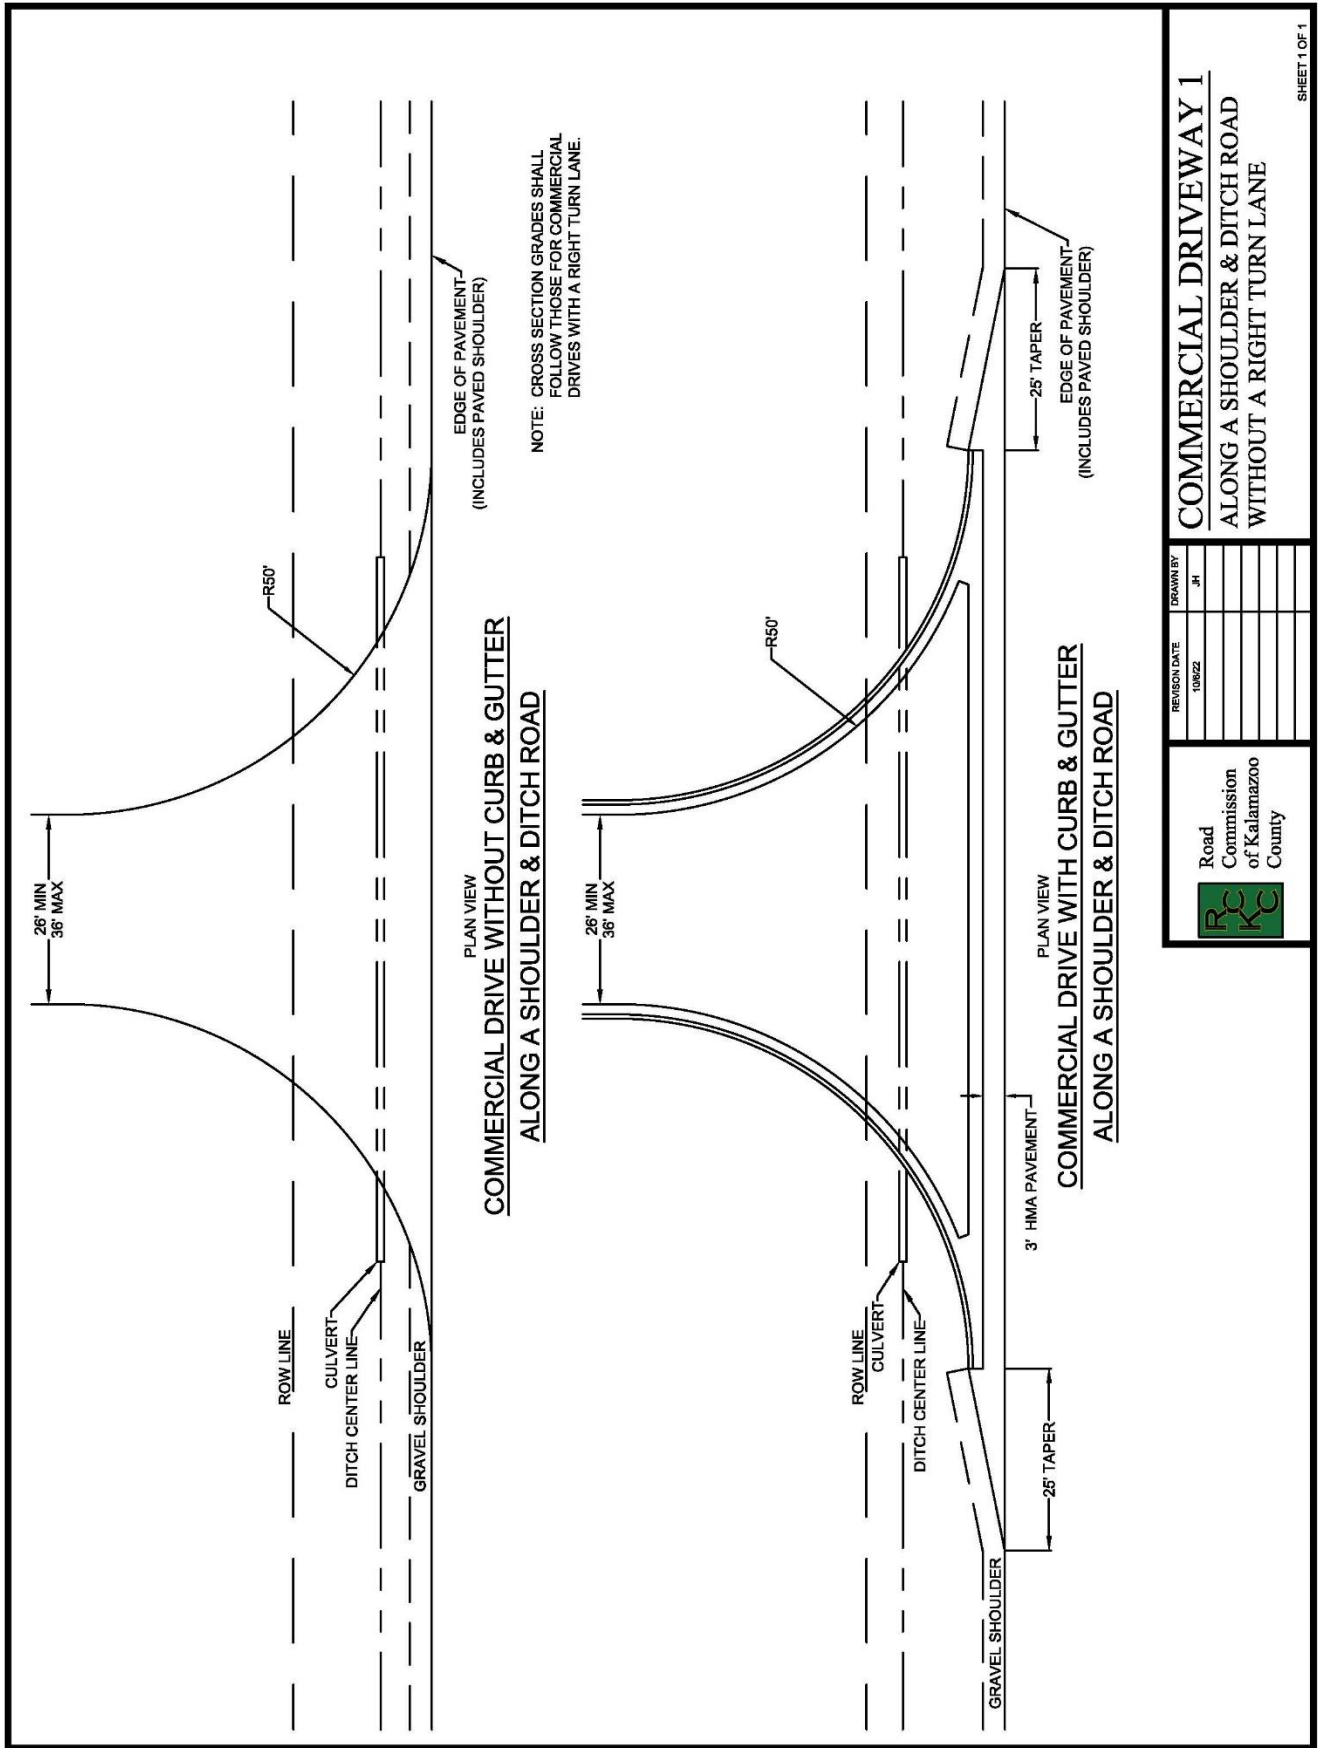 26' MIN
36' MAX
R50'
ROW LINE
CULVERT
DITCH CENTER LINE
GRAVEL SHOULDER
EDGE OF PAVEMENT
(INCLUDES PAVED SHOULDER)
PLAN VIEW
COMMERCIAL DRIVE WITHOUT CURB & GUTTER
ALONG A SHOULDER & DITCH ROAD
NOTE: CROSS SECTION GRADES SHALL
FOLLOW THOSE FOR COMMERCIAL
DRIVES WITH A RIGHT TURN LANE.
26' MIN
36' MAX
R50'
ROW LINE
CULVERT
DITCH CENTER LINE
GRAVEL SHOULDER
25' TAPER
3' HMA PAVEMENT
25' TAPER
EDGE OF PAVEMENT
(INCLUDES PAVED SHOULDER)
PLAN VIEW
COMMERCIAL DRIVE WITH CURB & GUTTER
ALONG A SHOULDER & DITCH ROAD
RCKC
Road
Commission
of Kalamazoo
County
REVISON DATE DRAWN BY
10/6/22 JH
COMMERCIAL DRIVEWAY 1
ALONG A SHOULDER & DITCH ROAD
WITHOUT A RIGHT TURN LANE
SHEET 1 OF 1